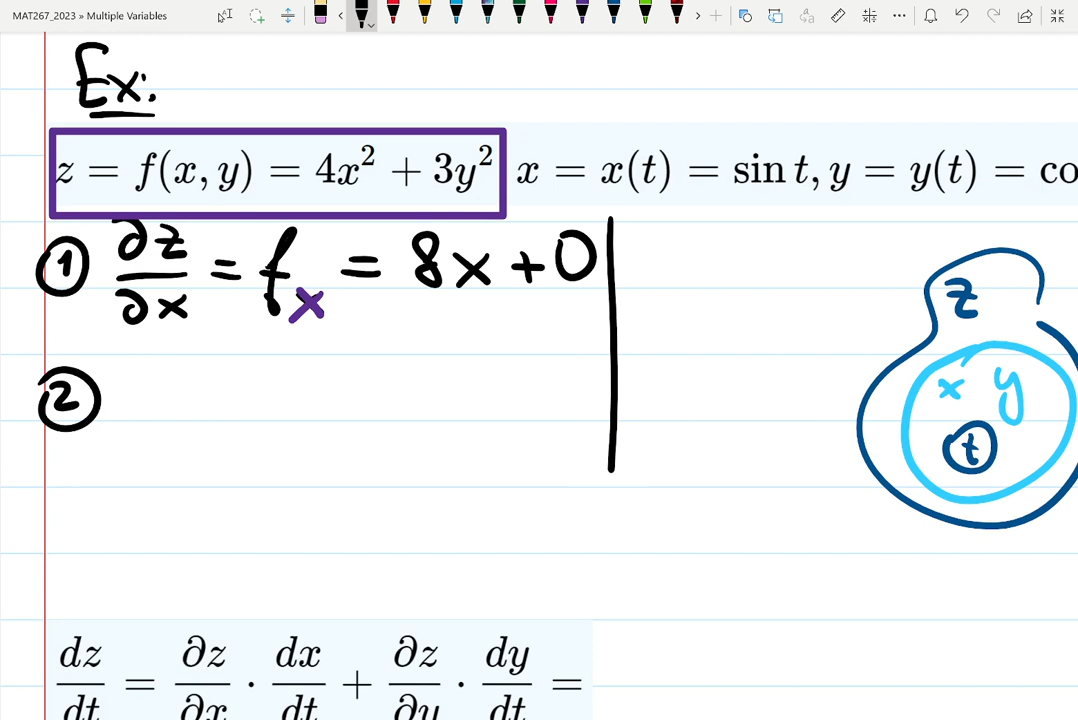 MAT267_2023 » Multiple Variables
Ex:
z = f(x, y) = 4x² + 3y² x = x(t) = sin t, y = y(t) = co
① ∂z/∂x = fₓ = 8x + 0
z
x y
t
②
dz/dt = ∂z/∂x · dx/dt + ∂z/∂y · dy/dt =